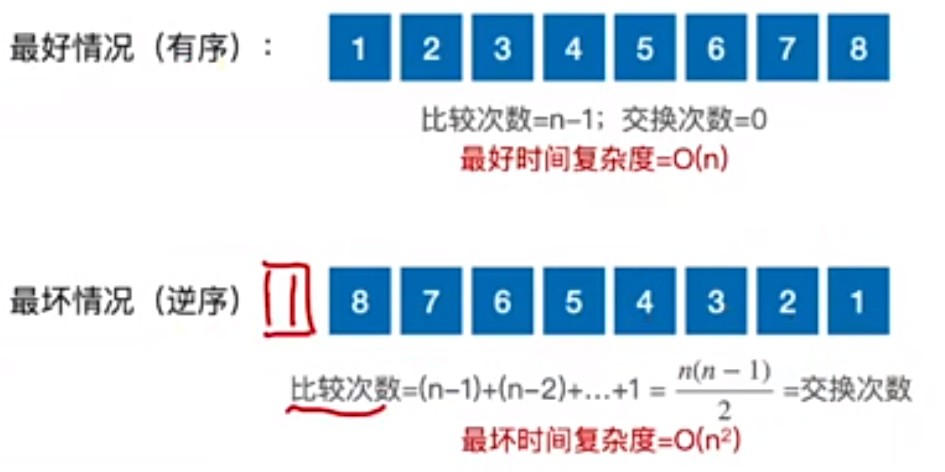 最好情况（有序）： 1 2 3 4 5 6 7 8
比较次数=n−1；交换次数=0
最好时间复杂度=O(n)
最坏情况（逆序） 8 7 6 5 4 3 2 1
比较次数=(n−1)+(n−2)+…+1 = n(n − 1)/2 =交换次数
最坏时间复杂度=O(n²)